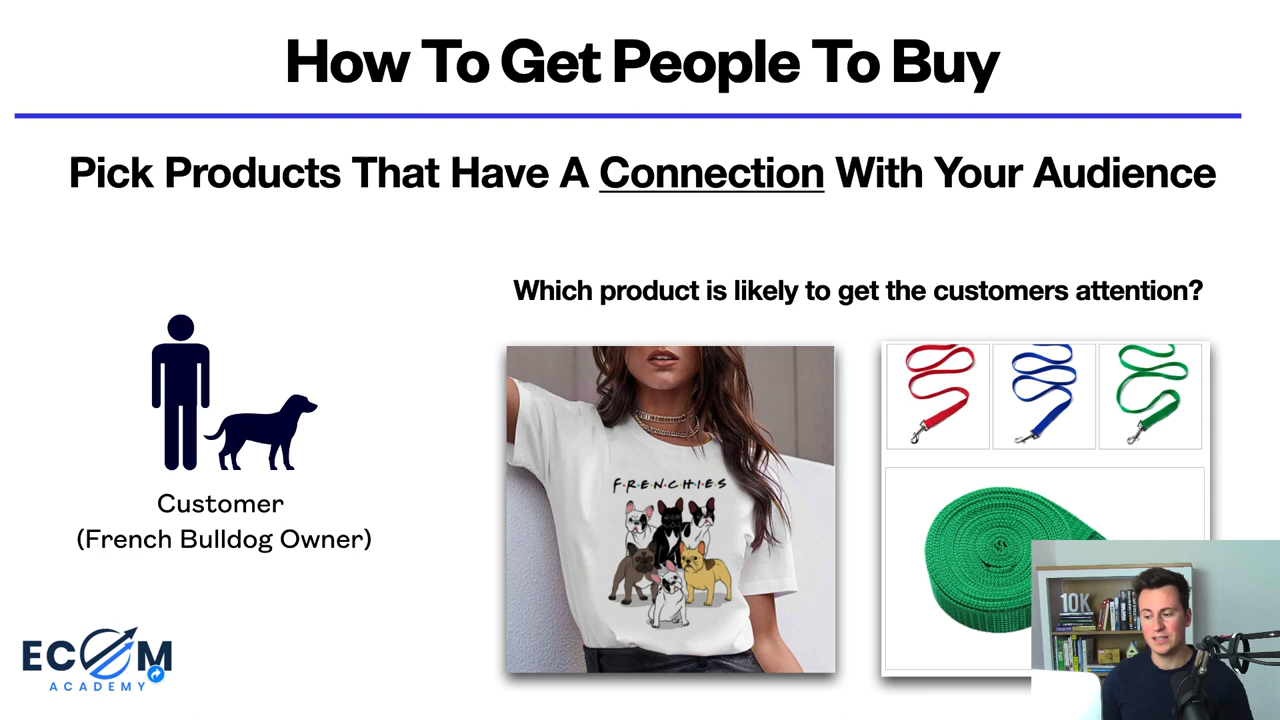 How To Get People To Buy
Pick Products That Have A Connection With Your Audience
Which product is likely to get the customers attention?
F·R·E·N·C·H·I·E·S
Customer
(French Bulldog Owner)
10K
ECOM
ACADEMY